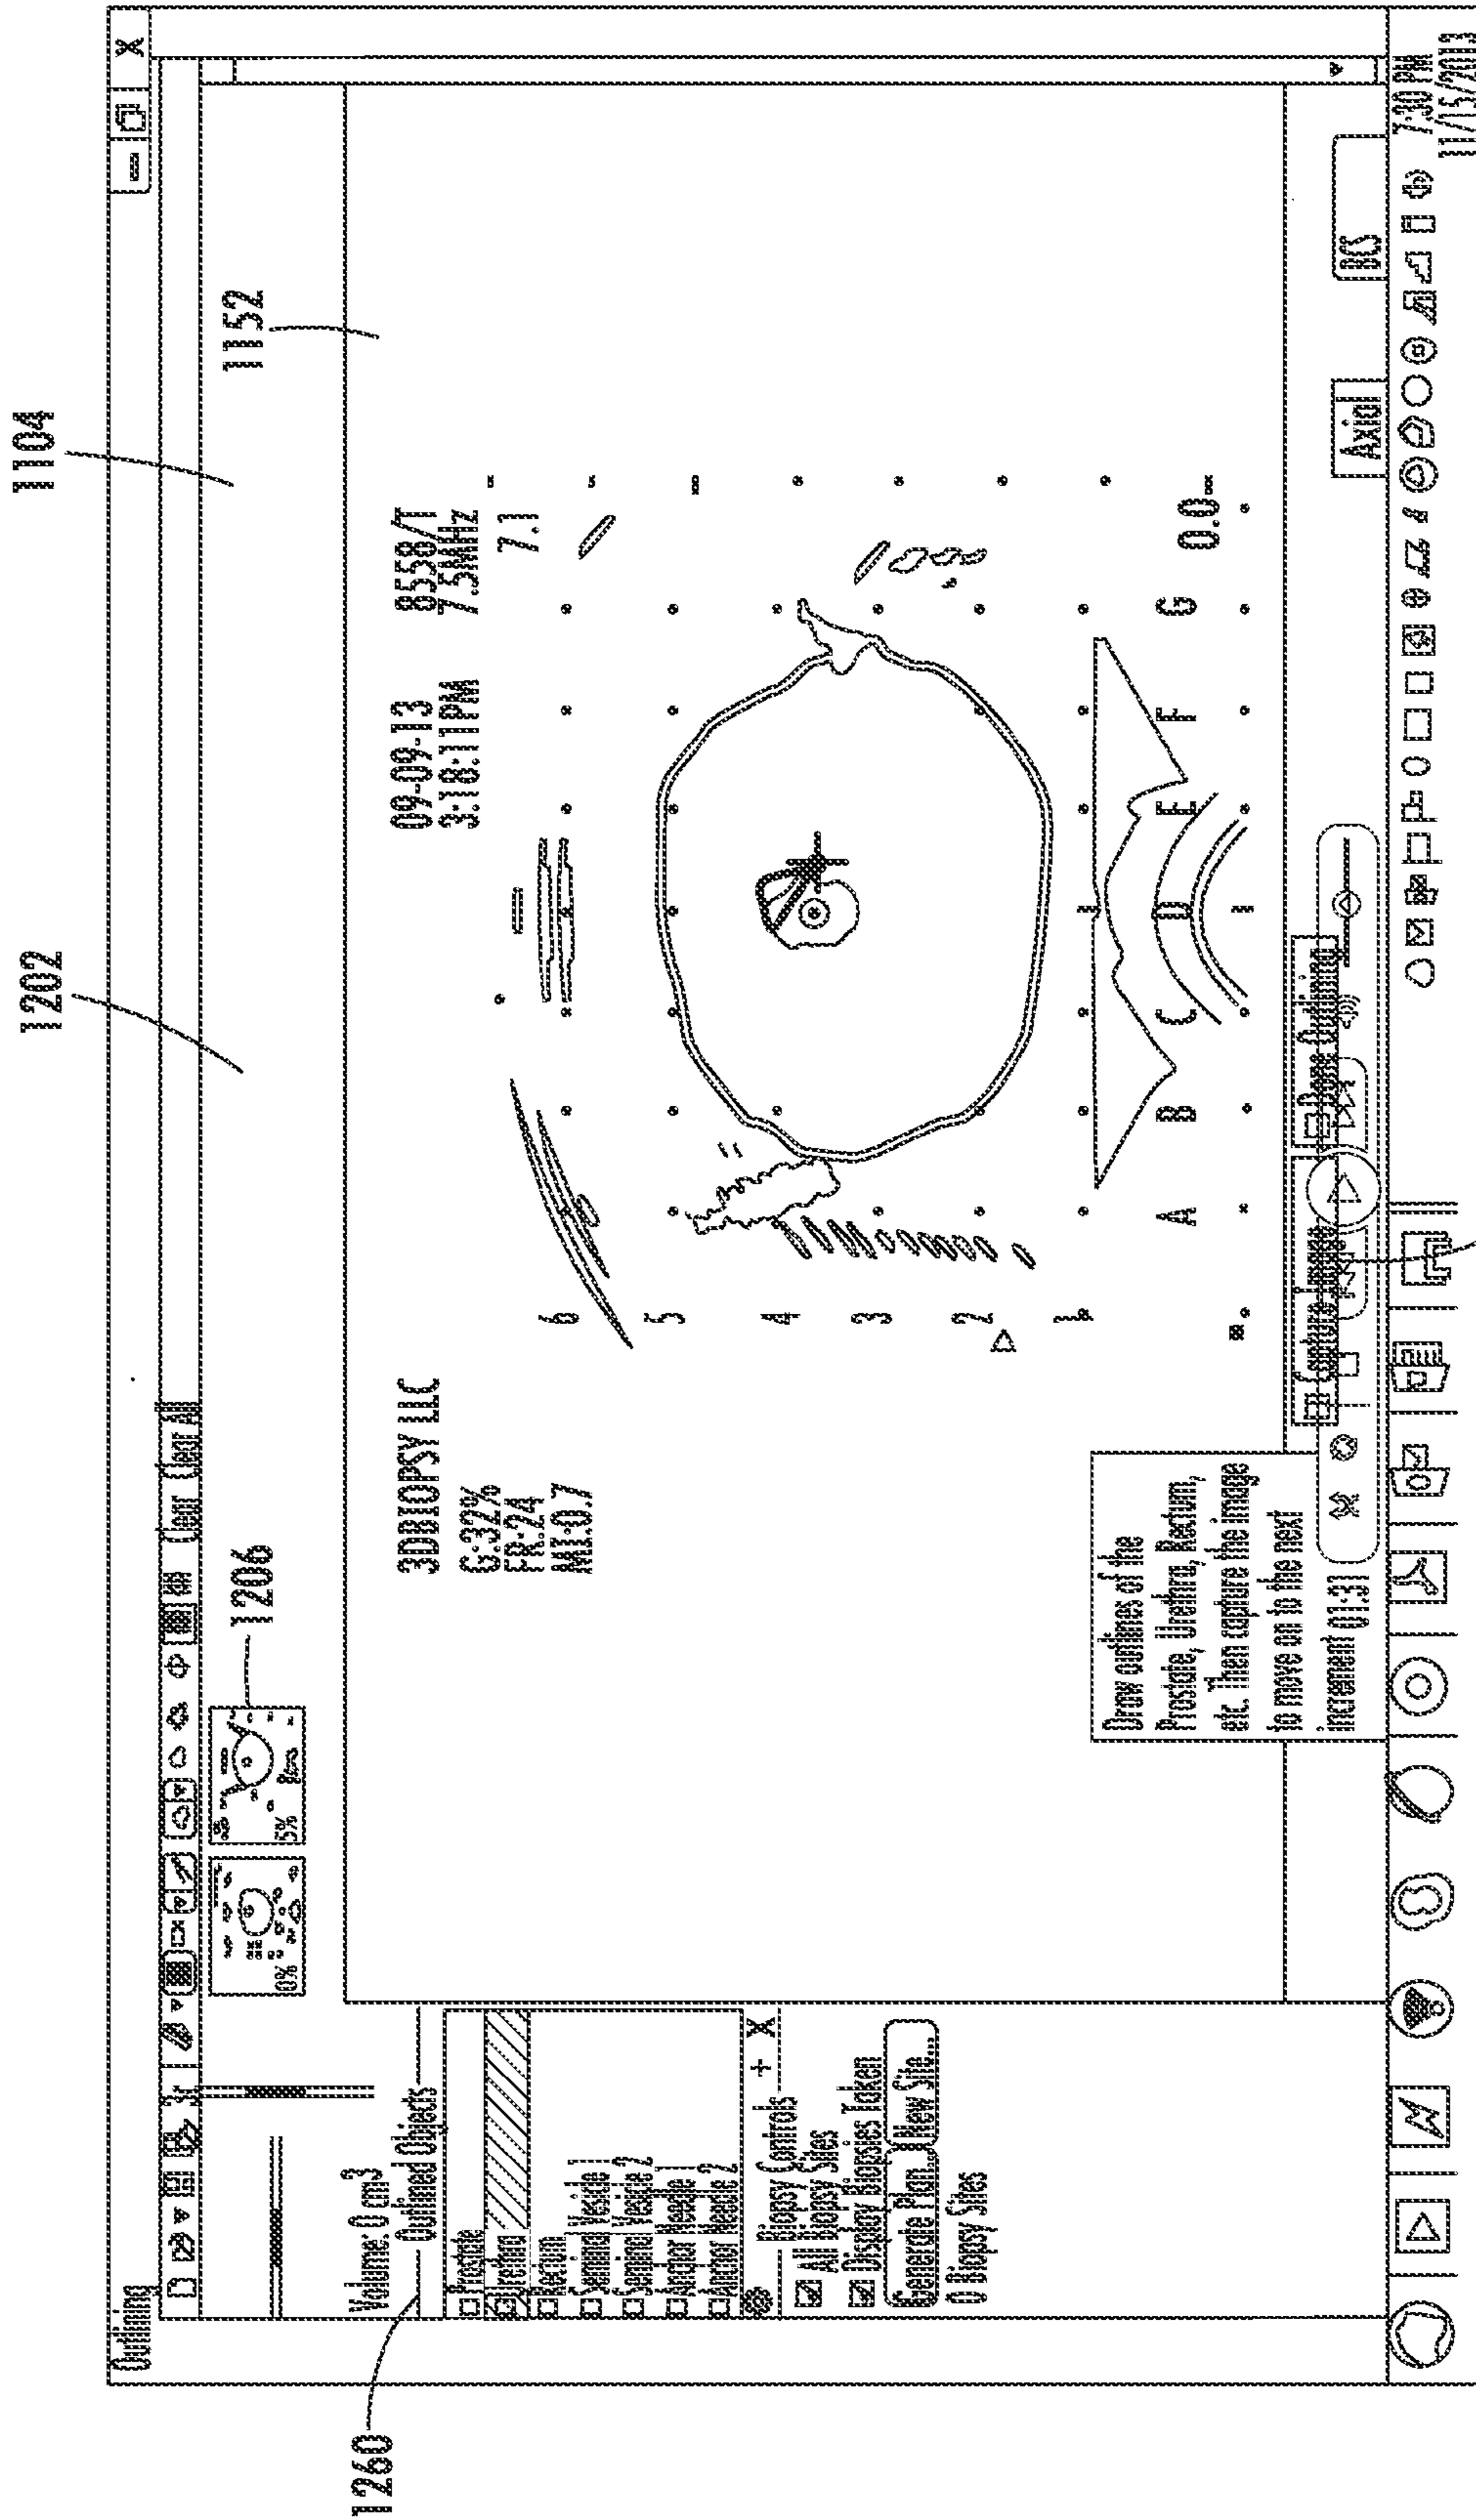 1202
1104
Outlining
Clear Clear All
1206
1152
0%
5%
1260
Volume: 0 cm3
Outlined Objects
Prostate
Urethra
Rectum
Seminal Vesicle 1
Seminal Vesicle 2
Anchor Needle 1
Anchor Needle 2
+ X
Biopsy Controls
All Biopsy Sites
Display Biopsies Taken
Generate Plan... New Site...
0 Biopsy Sites
3DBIOPSY LLC
G:32%
FR:24
MI:0.7
09-09-13
3:18:11PM
8558/T
7.5MHz
7.1
6
5
4
3
2
1
A B C D E F G
0.0
Draw outlines of the
Prostate, Urethra, Rectum,
etc. Then capture the image
to move on to the next
increment 01:31
Capture Image
Done Outlining
Axial
BCS
7:30 PM
11/15/2013